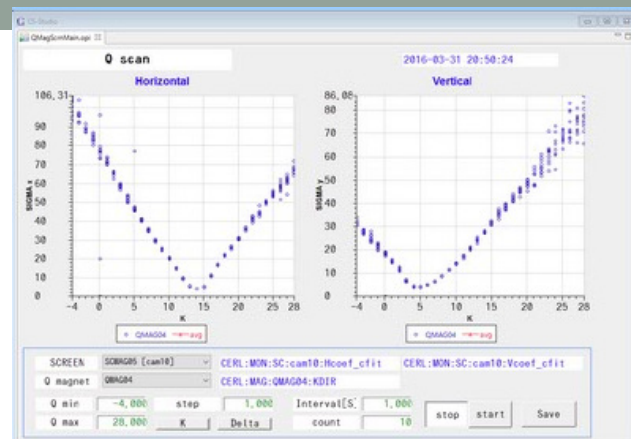 CS-Studio
QMagScrnMain.opi
Q scan
2016-03-31 20:50:24
Horizontal
Vertical
106,31
90
80
70
60
50
40
30
20
10
0
SIGMA x
-4 0 5 10 15 20 25 28
K
QMAG04 avg
86,08
80
70
60
50
40
30
20
10
0
SIGMA y
-4 0 5 10 15 20 25 28
K
QMAG04 avg
SCREEN SCMAG05 [cam10] CERL:MON:SC:cam10:Hcoef_cfit CERL:MON:SC:cam10:Vcoef_cfit
Q magnet QMAG04 CERL:MAG:QMAG04:KDIR
Q min -4,000 step 1,000 Interval[S] 1,000
Q max 28,000 K Delta count 10
stop start Save